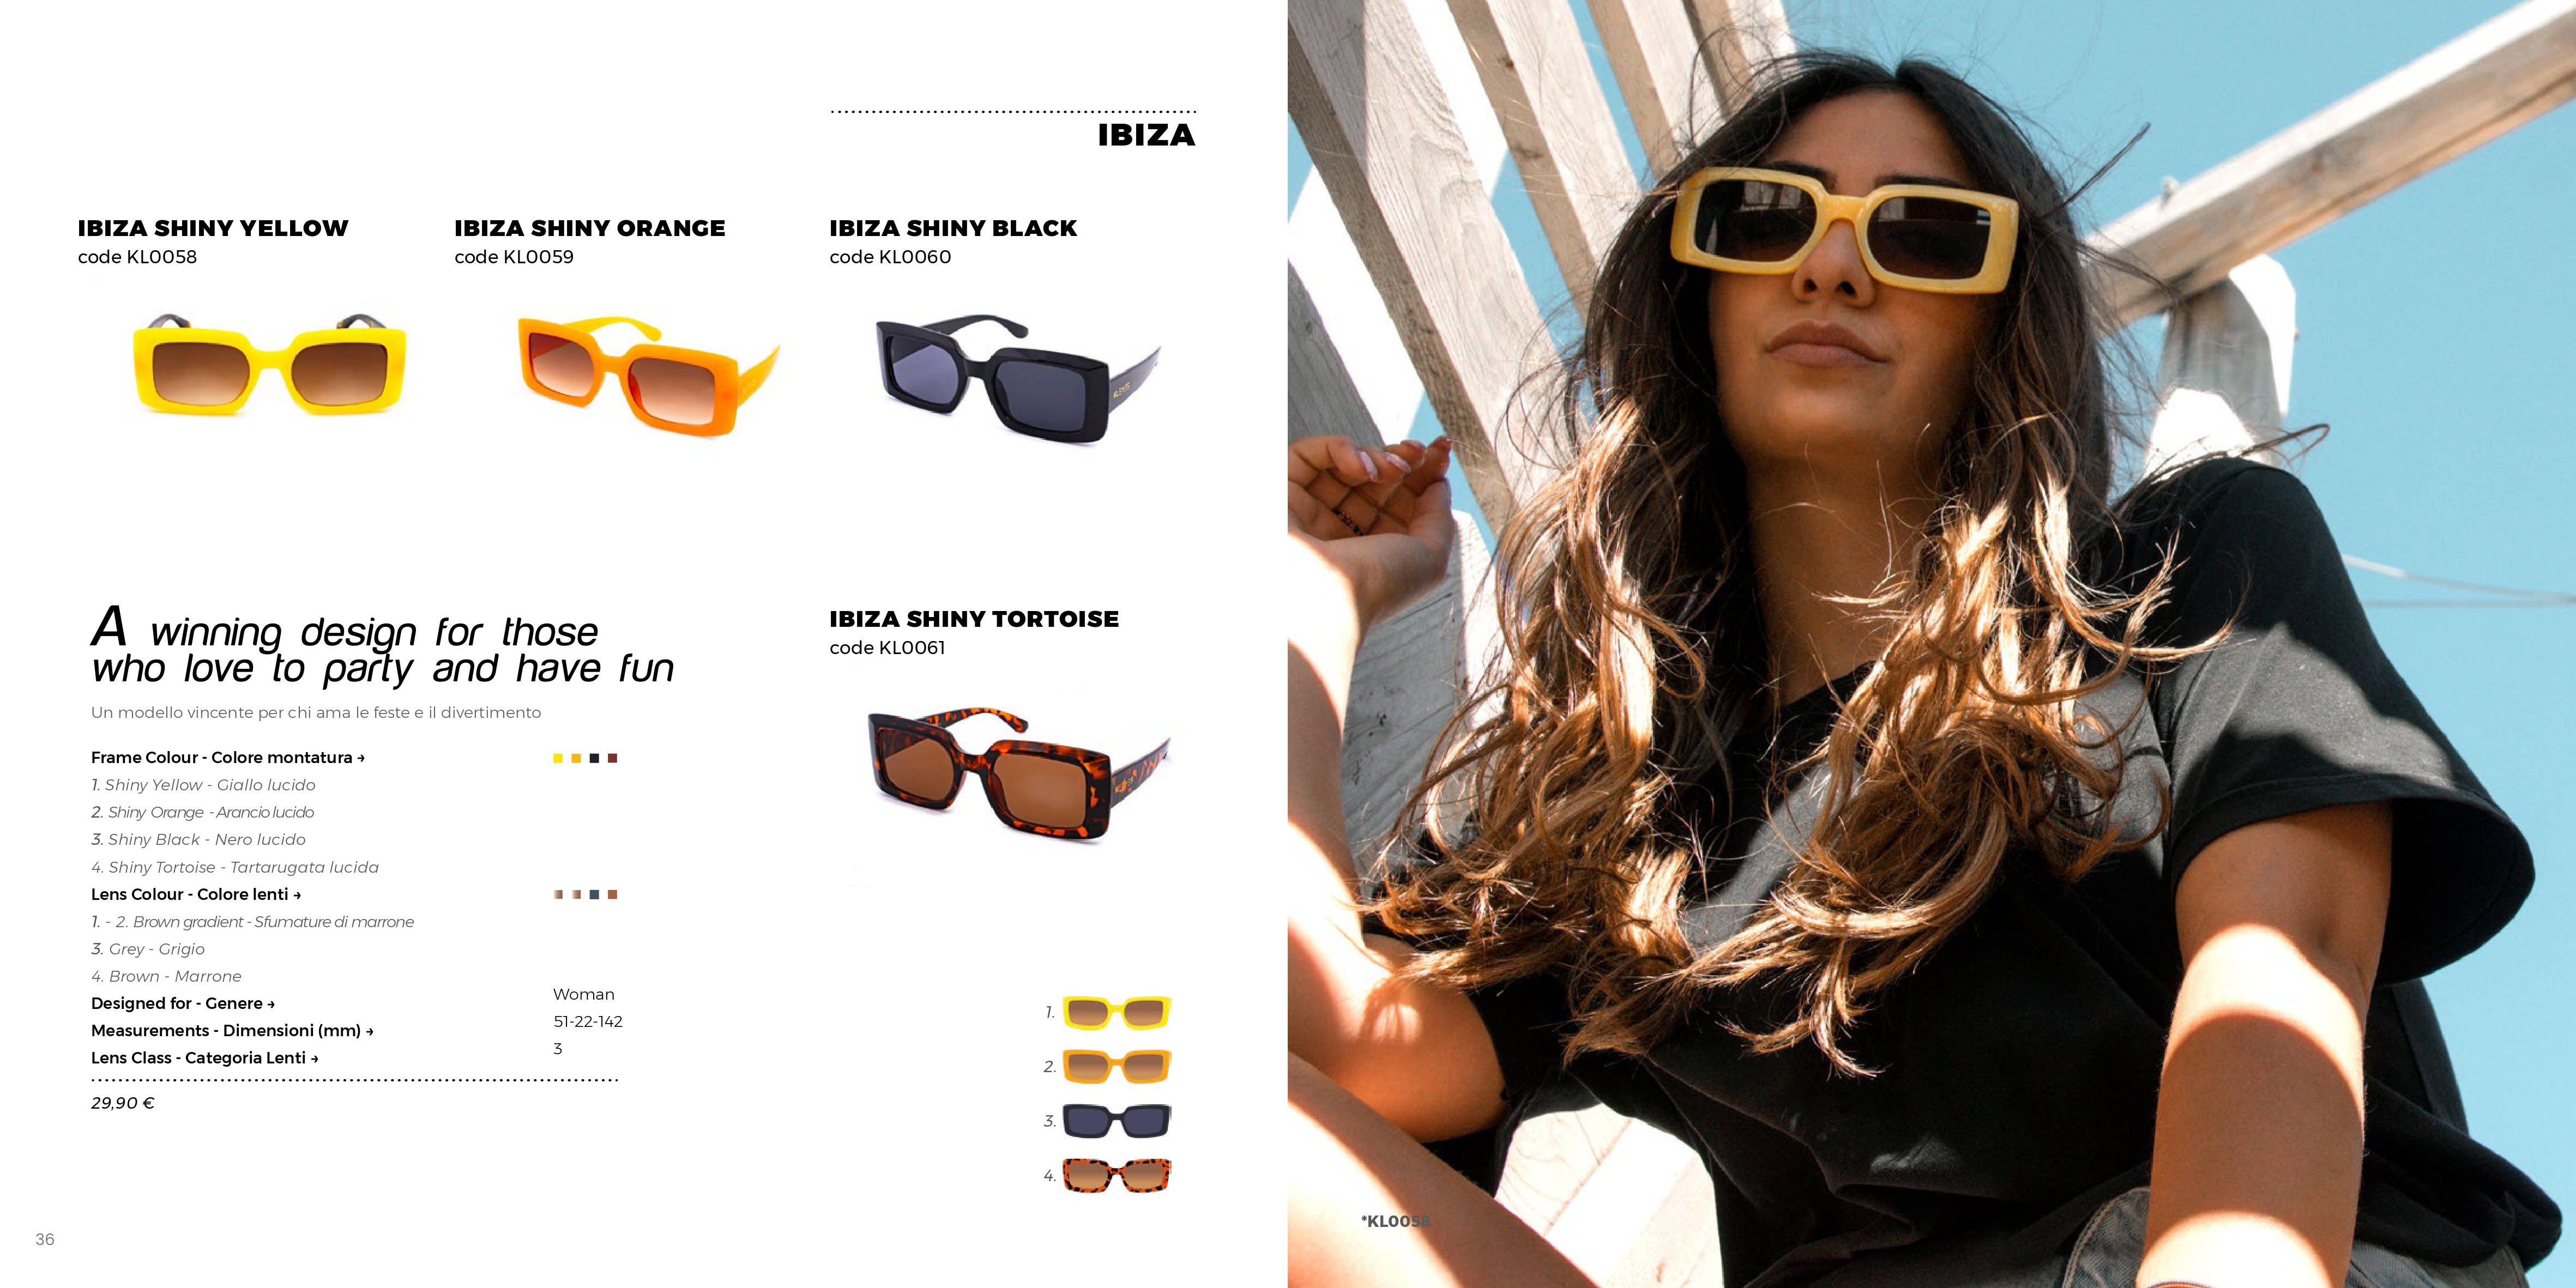 IBIZA
IBIZA SHINY YELLOW
code KL0058
IBIZA SHINY ORANGE
code KL0059
IBIZA SHINY BLACK
code KL0060
A winning design for those
who love to party and have fun
Un modello vincente per chi ama le feste e il divertimento
Frame Colour - Colore montatura →
1. Shiny Yellow - Giallo lucido
2. Shiny Orange - Arancio lucido
3. Shiny Black - Nero lucido
4. Shiny Tortoise - Tartarugata lucida
Lens Colour - Colore lenti →
1. - 2. Brown gradient - Sfumature di marrone
3. Grey - Grigio
4. Brown - Marrone
Designed for - Genere →
Woman
Measurements - Dimensioni (mm) →
51-22-142
Lens Class - Categoria Lenti →
3
29,90 €
IBIZA SHINY TORTOISE
code KL0061
1.
2.
3.
4.
36
*KL0058